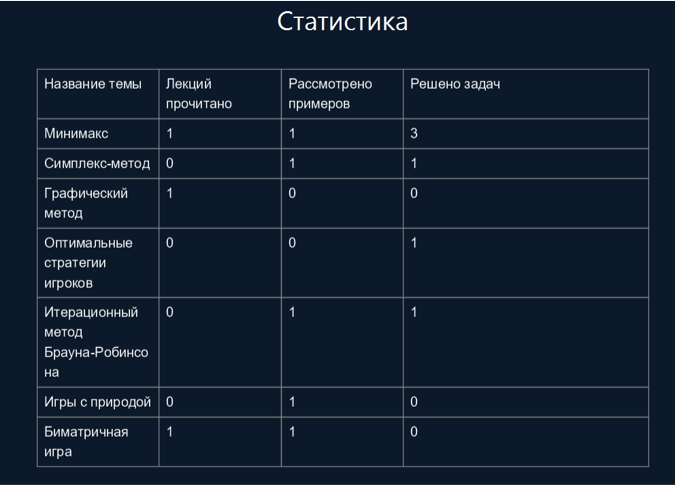 Статистика
Название темы
Лекций
прочитано
Рассмотрено
примеров
Решено задач
Минимакс
1
1
3
Симплекс-метод
0
1
1
Графический
метод
1
0
0
Оптимальные
стратегии
игроков
0
0
1
Итерационный
метод
Брауна-Робинсо
на
0
1
1
Игры с природой
0
1
0
Биматричная
игра
1
1
0